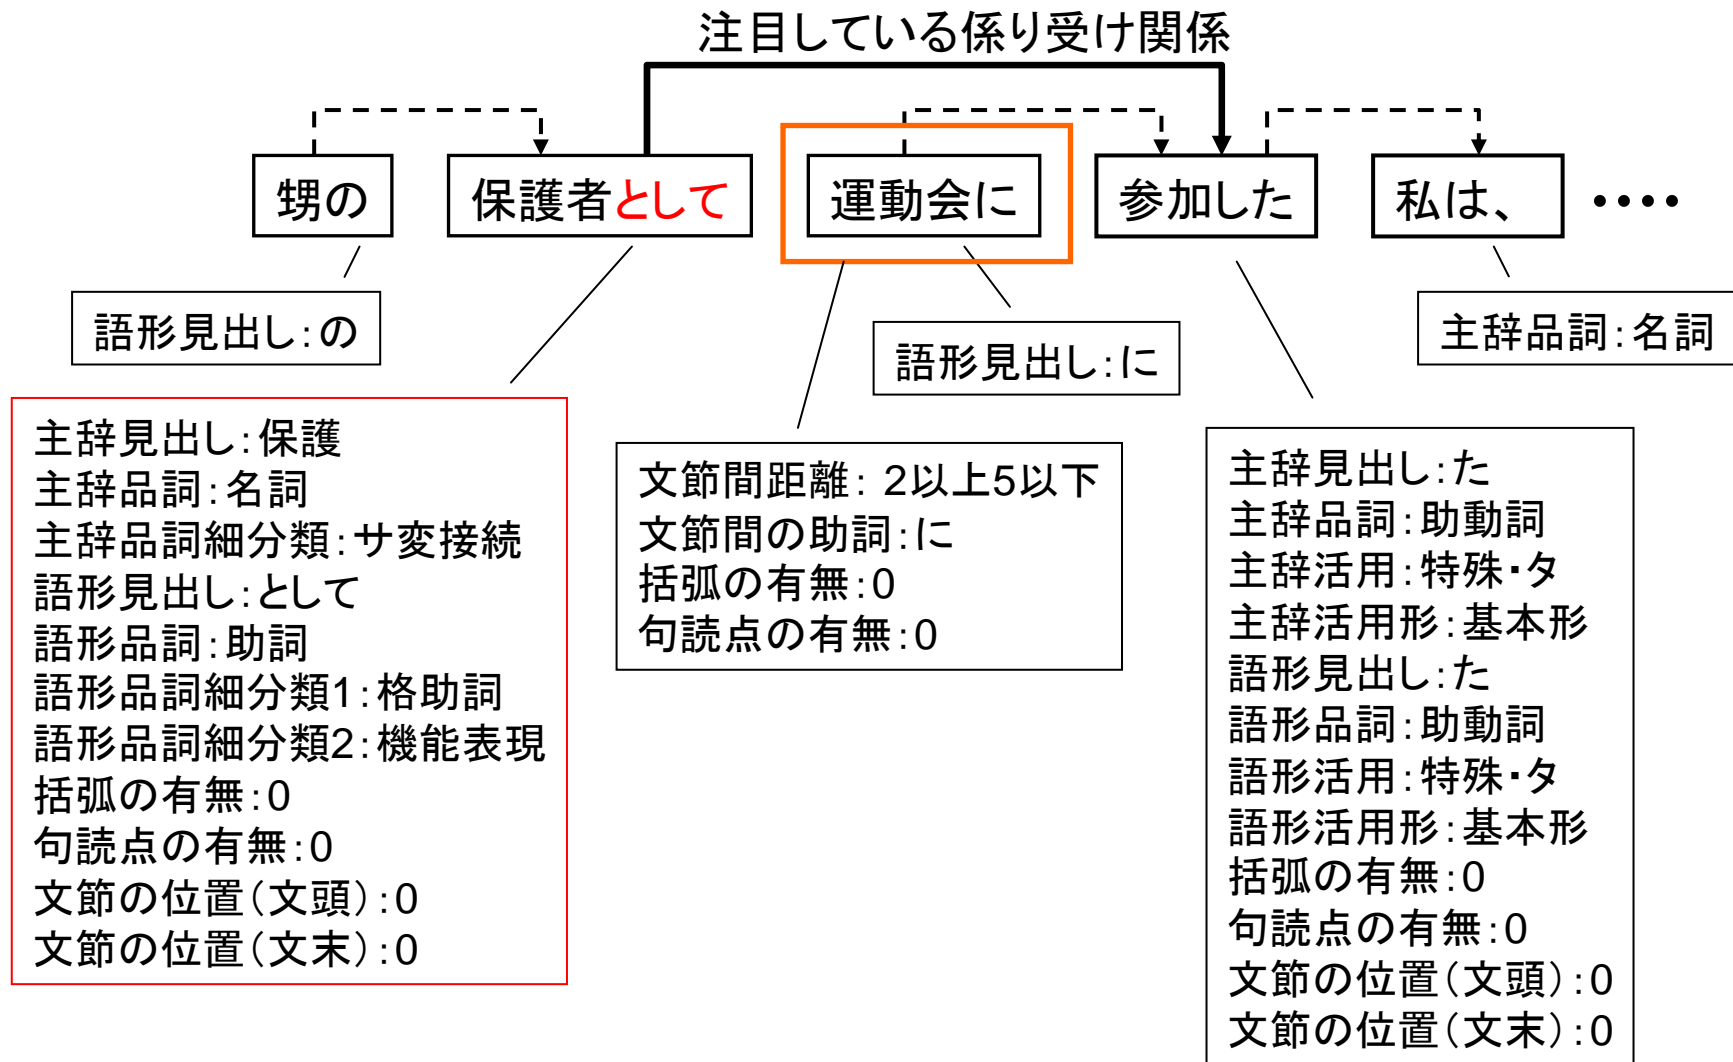 注目している係り受け関係
甥の
保護者として
運動会に
参加した
私は、
････
語形見出し:の
語形見出し:に
主辞品詞:名詞
主辞見出し:保護
主辞品詞:名詞
主辞品詞細分類:サ変接続
語形見出し:として
語形品詞:助詞
語形品詞細分類1:格助詞
語形品詞細分類2:機能表現
括弧の有無:0
句読点の有無:0
文節の位置(文頭):0
文節の位置(文末):0
文節間距離: 2以上5以下
文節間の助詞:に
括弧の有無:0
句読点の有無:0
主辞見出し:た
主辞品詞:助動詞
主辞活用:特殊・タ
主辞活用形:基本形
語形見出し:た
語形品詞:助動詞
語形活用:特殊・タ
語形活用形:基本形
括弧の有無:0
句読点の有無:0
文節の位置(文頭):0
文節の位置(文末):0